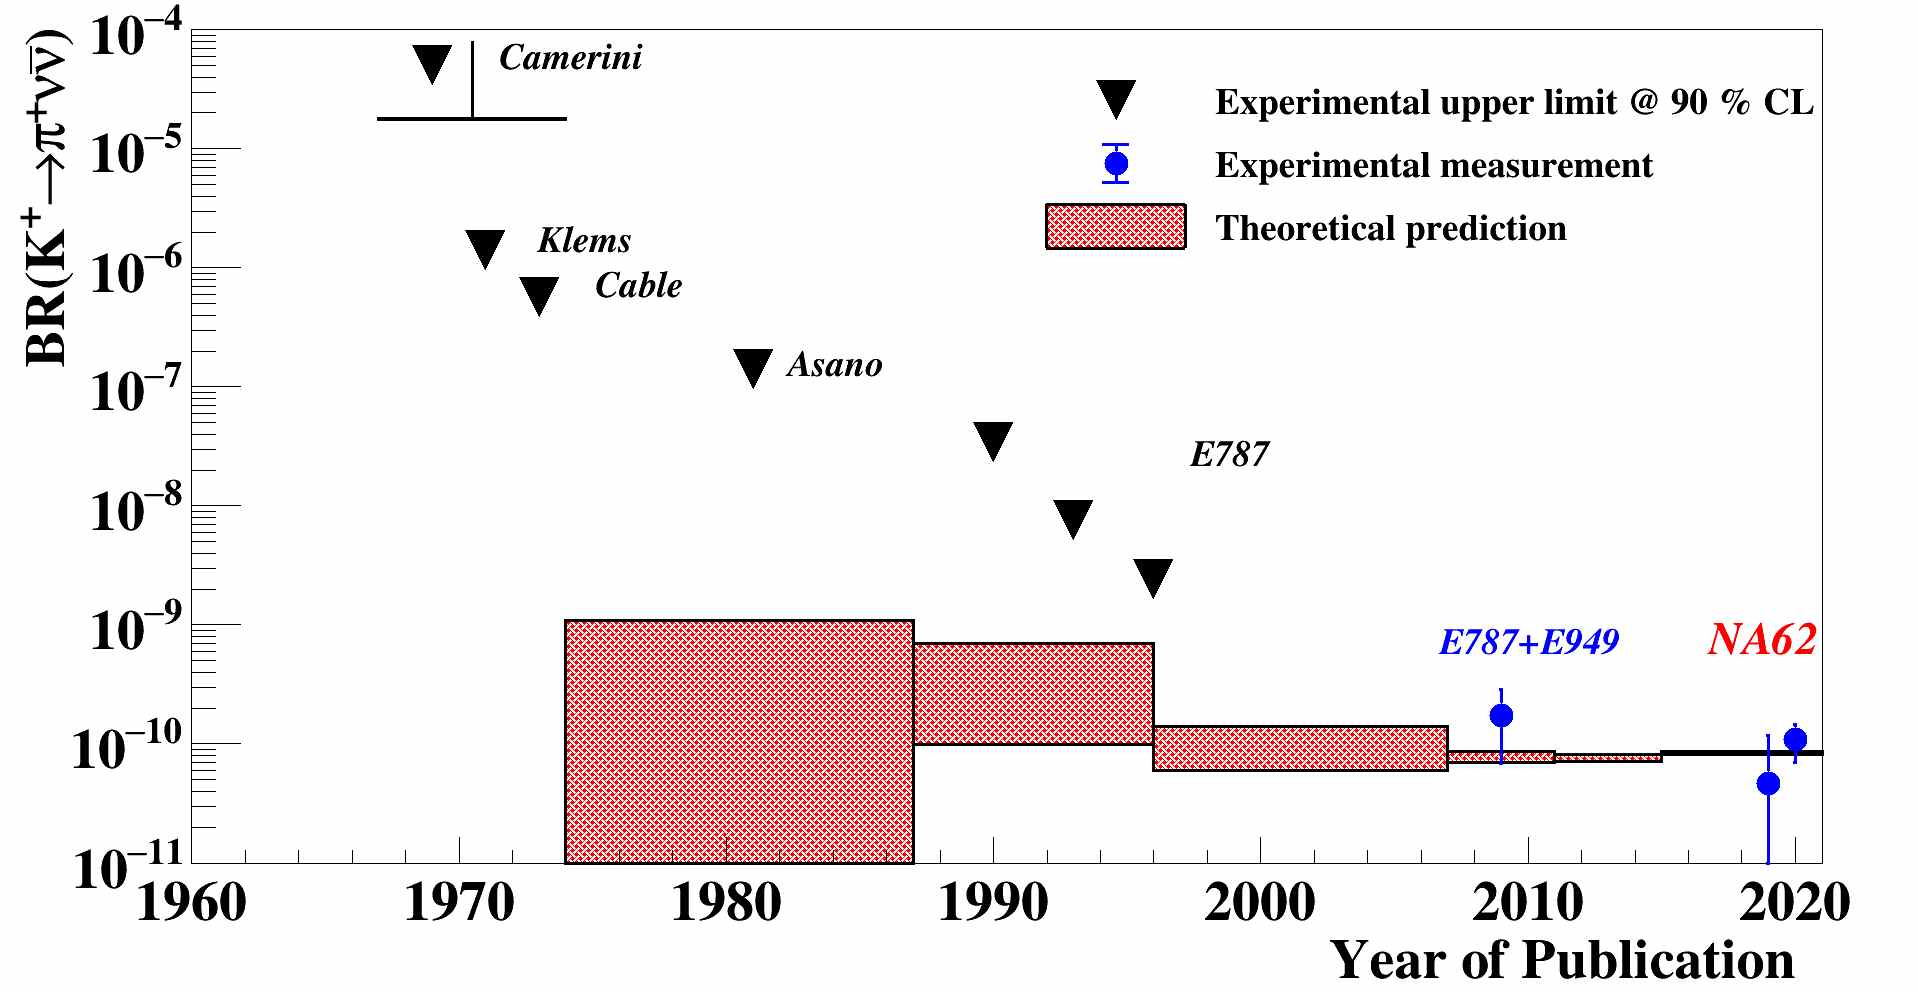 BR(K⁺→π⁺νν̄)
10⁻⁴
10⁻⁵
10⁻⁶
10⁻⁷
10⁻⁸
10⁻⁹
10⁻¹⁰
10⁻¹¹
Camerini
Klems
Cable
Asano
E787
E787+E949
NA62
Experimental upper limit @ 90 % CL
Experimental measurement
Theoretical prediction
1960 1970 1980 1990 2000 2010 2020
Year of Publication